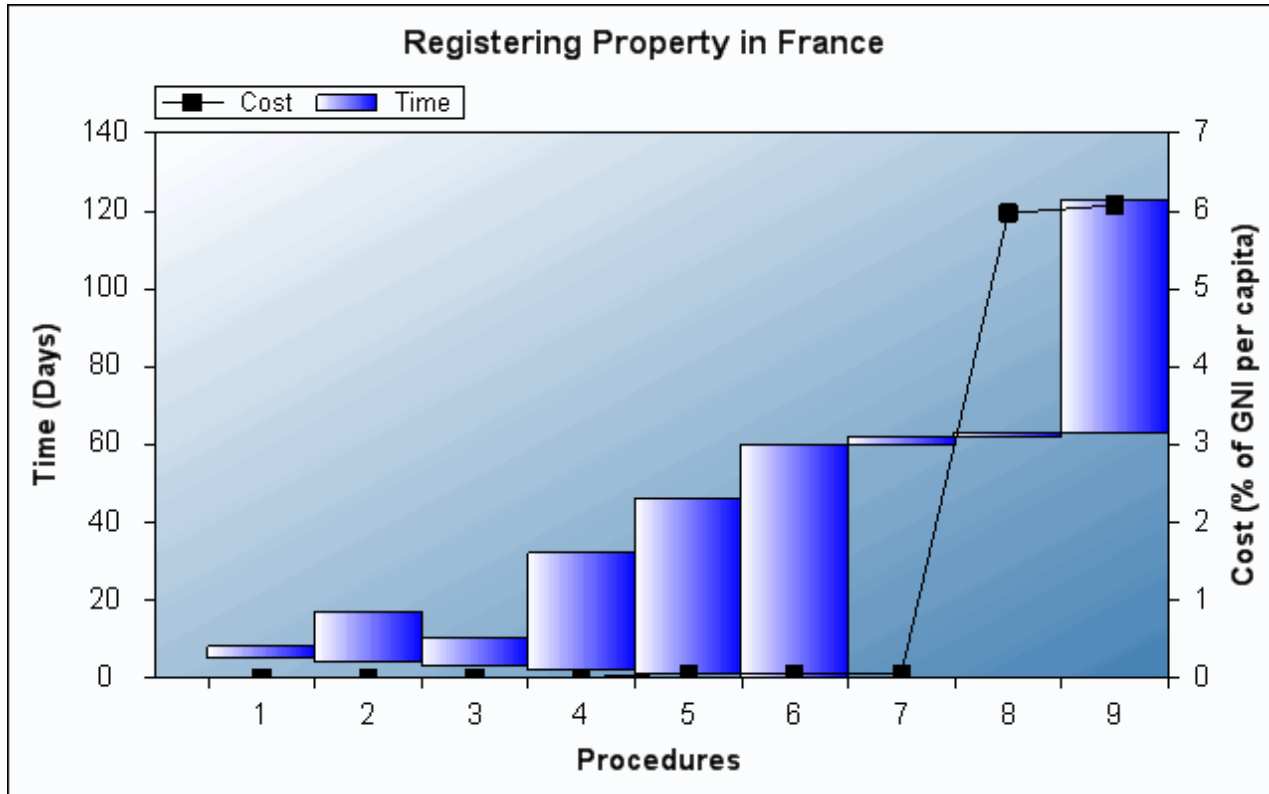 Registering Property in France
Cost Time
140 7
120 6
100 5
80 4
60 3
40 2
20 1
0 0
Time (Days)
Cost (% of GNI per capita)
1 2 3 4 5 6 7 8 9
Procedures